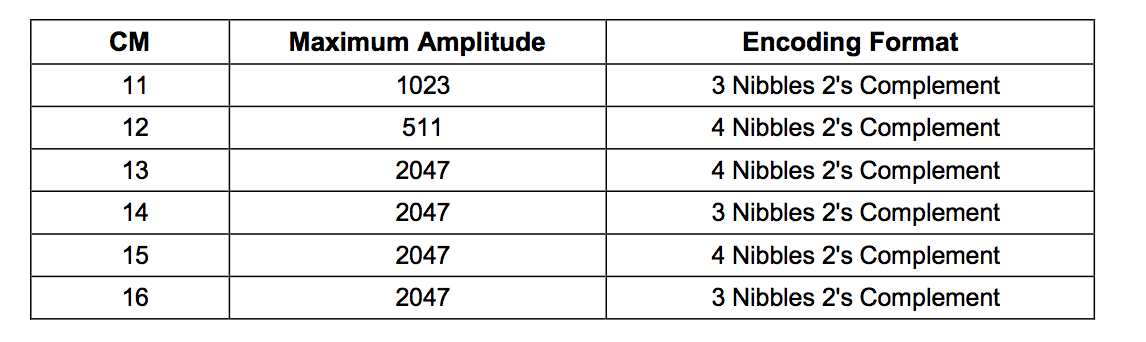 CM Maximum Amplitude Encoding Format
11 1023 3 Nibbles 2's Complement
12 511 4 Nibbles 2's Complement
13 2047 4 Nibbles 2's Complement
14 2047 3 Nibbles 2's Complement
15 2047 4 Nibbles 2's Complement
16 2047 3 Nibbles 2's Complement